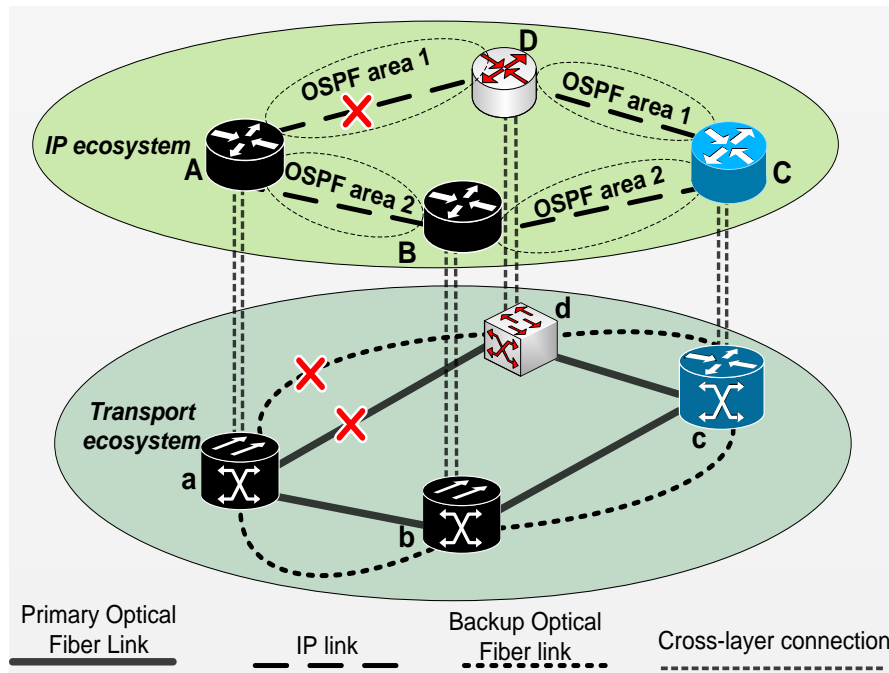 D
OSPF area 1
OSPF area 1
IP ecosystem
A
OSPF area 2
OSPF area 2
C
B
d
Transport
ecosystem
c
a
b
Primary Optical
Fiber Link
IP link
Backup Optical
Fiber link
Cross-layer connection